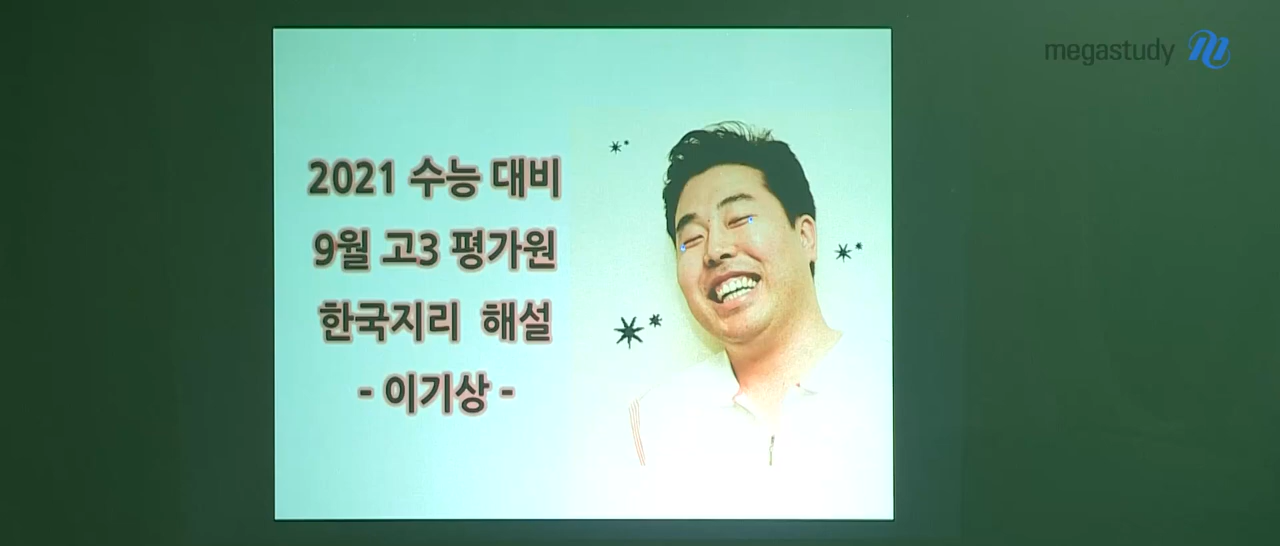 megastudy
2021 수능 대비
9월 고3 평가원
한국지리 해설
- 이기상 -